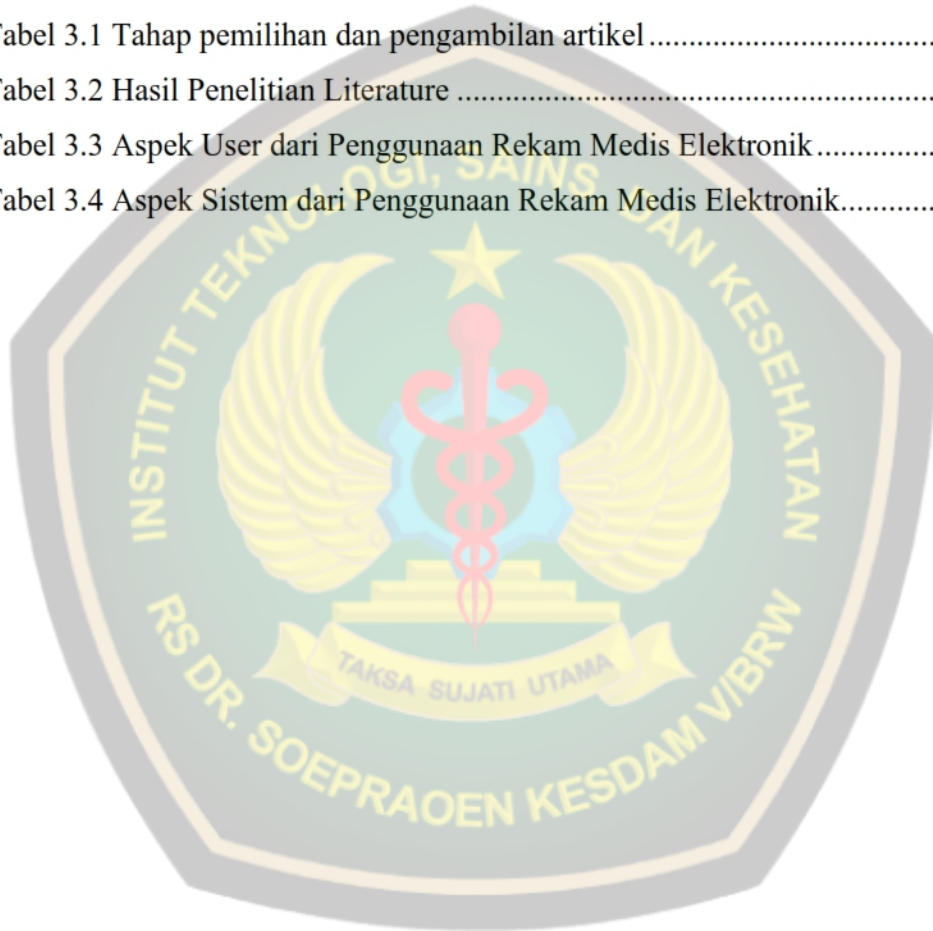 Tabel 3.1 Tahap pemilihan dan pengambilan artikel..................................
Tabel 3.2 Hasil Penelitian Literature ..........................................................
Tabel 3.3 Aspek User dari Penggunaan Rekam Medis Elektronik..............
Tabel 3.4 Aspek Sistem dari Penggunaan Rekam Medis Elektronik...........
INSTITUT TEKNOLOGI, SAINS, DAN KESEHATAN
TAKSA SUJATI UTAMA
RS DR. SOEPRAOEN KESDAM V/BRW